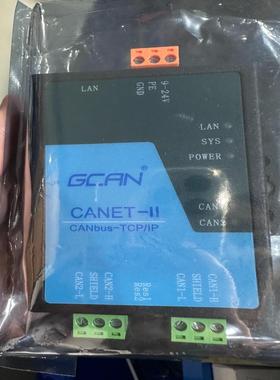 LAN
GND
PE
9-24V
LAN
SYS
POWER
CAN1
CAN2
GCAN®
CANET-II
CANbus-TCP/IP
CAN2-L
SHIELD
CAN2-H
Res2
Res1
CAN1-L
SHIELD
CAN1-H